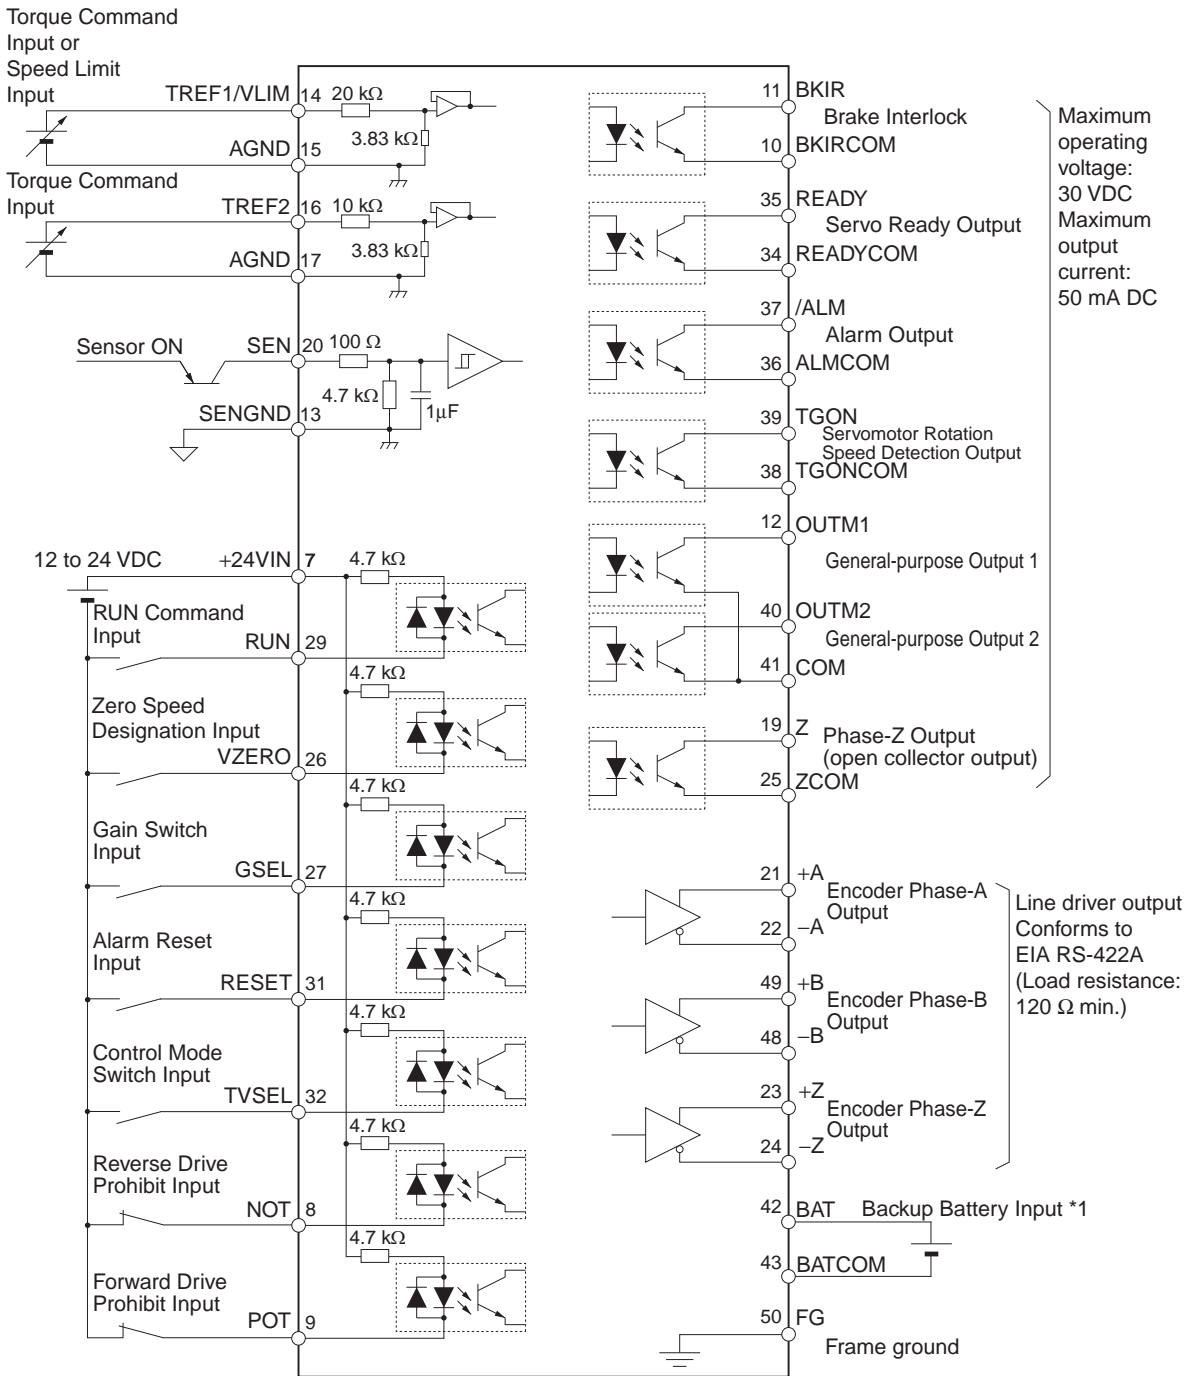 Torque Command
Input or
Speed Limit
Input
TREF1/VLIM 14 20 kΩ
3.83 kΩ
AGND 15
Torque Command
Input
TREF2 16 10 kΩ
3.83 kΩ
AGND 17
Sensor ON
SEN 20 100 Ω
4.7 kΩ
1µF
SENGND 13
12 to 24 VDC
+24VIN 7 4.7 kΩ
RUN Command
Input
RUN 29
4.7 kΩ
Zero Speed
Designation Input
VZERO 26
4.7 kΩ
Gain Switch
Input
GSEL 27
4.7 kΩ
Alarm Reset
Input
RESET 31
4.7 kΩ
Control Mode
Switch Input
TVSEL 32
4.7 kΩ
Reverse Drive
Prohibit Input
NOT 8
4.7 kΩ
Forward Drive
Prohibit Input
POT 9
11 BKIR
Brake Interlock
10 BKIRCOM
35 READY
Servo Ready Output
34 READYCOM
37 /ALM
Alarm Output
36 ALMCOM
39 TGON
Servomotor Rotation
Speed Detection Output
38 TGONCOM
12 OUTM1
General-purpose Output 1
40 OUTM2
General-purpose Output 2
41 COM
19 Z
Phase-Z Output
(open collector output)
25 ZCOM
Maximum
operating
voltage:
30 VDC
Maximum
output
current:
50 mA DC
21 +A
Encoder Phase-A
Output
22 −A
49 +B
Encoder Phase-B
Output
48 −B
23 +Z
Encoder Phase-Z
Output
24 −Z
Line driver output
Conforms to
EIA RS-422A
(Load resistance:
120 Ω min.)
42 BAT
Backup Battery Input *1
43 BATCOM
50 FG
Frame ground